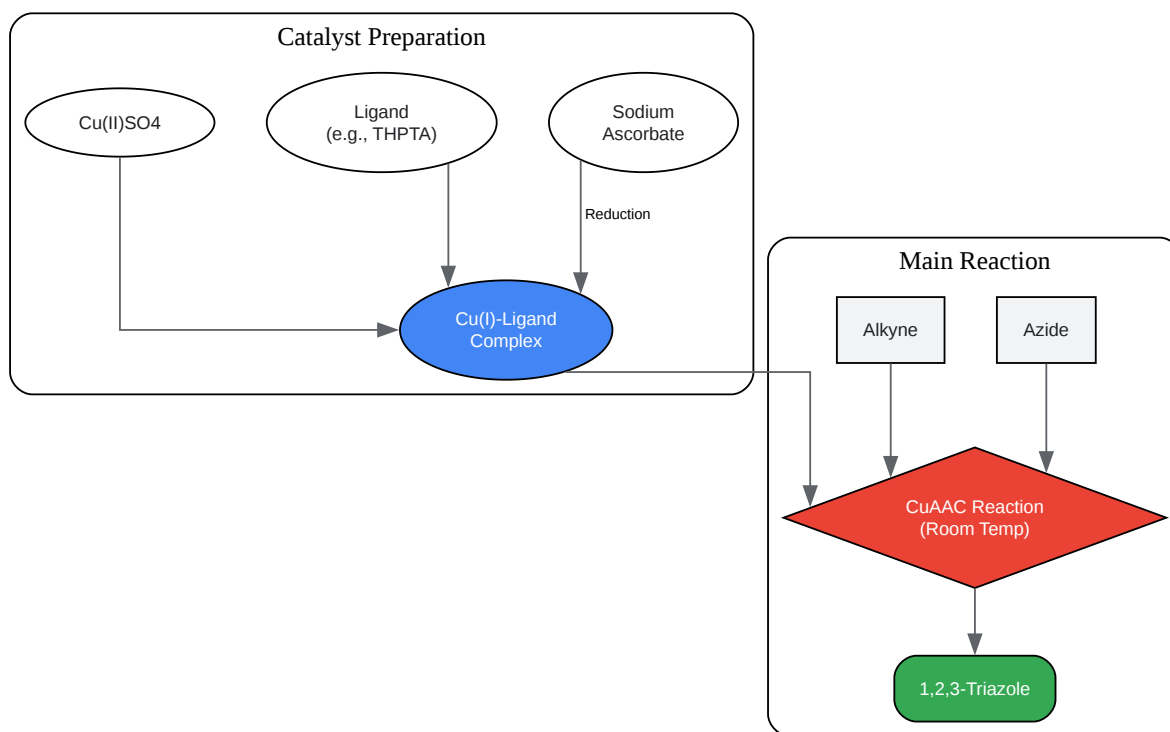 Catalyst Preparation
Cu(II)SO4
Ligand
(e.g., THPTA)
Sodium
Ascorbate
Reduction
Cu(I)-Ligand
Complex
Main Reaction
Alkyne
Azide
CuAAC Reaction
(Room Temp)
1,2,3-Triazole